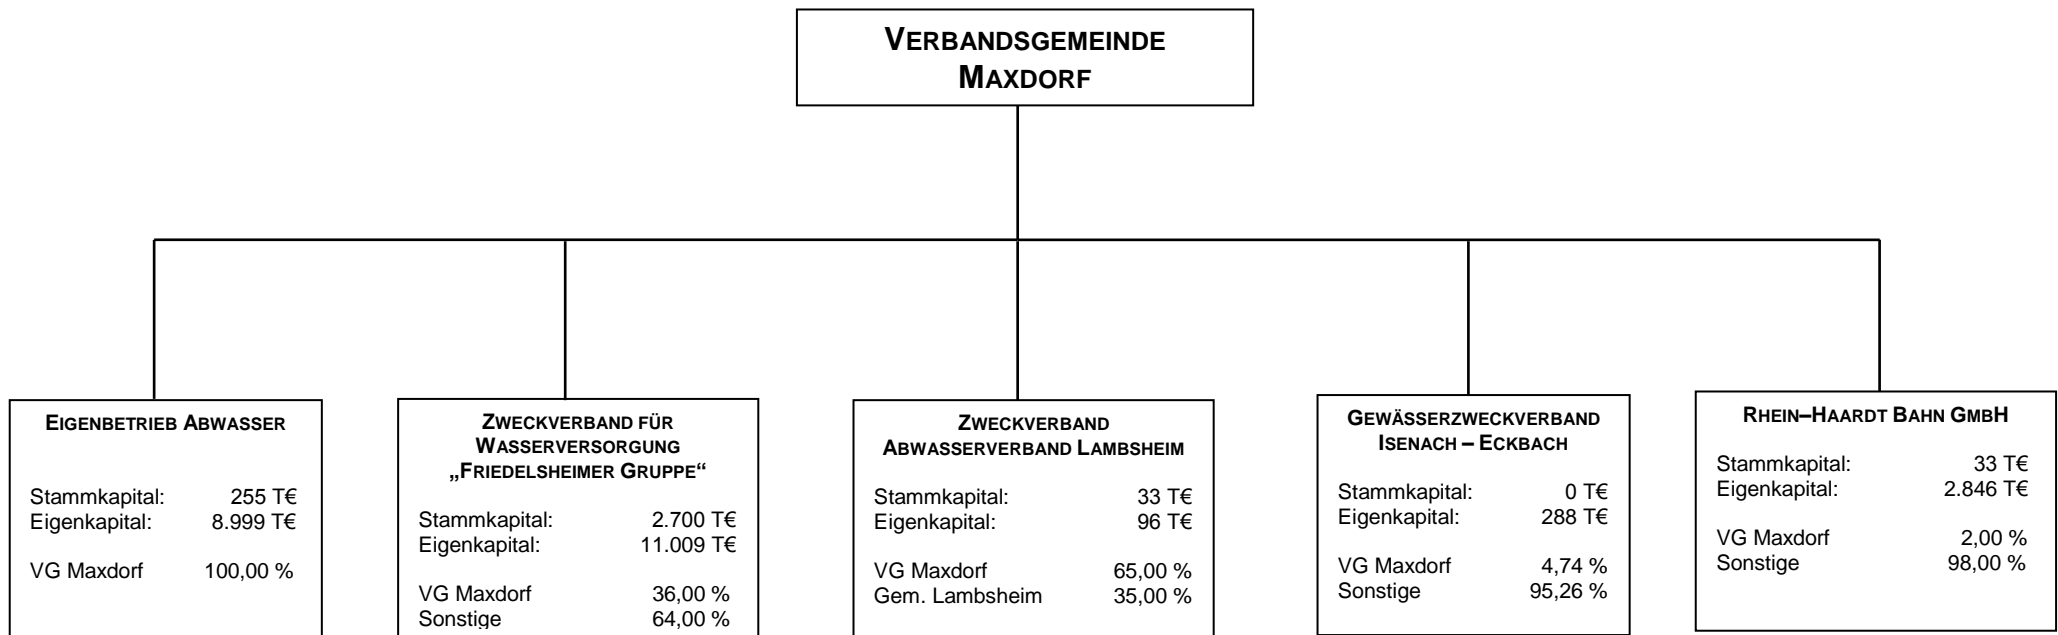 VERBANDSGEMEINDE
MAXDORF
EIGENBETRIEB ABWASSER
Stammkapital: 255 T€
Eigenkapital: 8.999 T€
VG Maxdorf 100,00 %
ZWECKVERBAND FÜR
WASSERVERSORGUNG
„FRIEDELSHEIMER GRUPPE“
Stammkapital: 2.700 T€
Eigenkapital: 11.009 T€
VG Maxdorf 36,00 %
Sonstige 64,00 %
ZWECKVERBAND
ABWASSERVERBAND LAMBSHEIM
Stammkapital: 33 T€
Eigenkapital: 96 T€
VG Maxdorf 65,00 %
Gem. Lambsheim 35,00 %
GEWÄSSERZWECKVERBAND
ISENACH – ECKBACH
Stammkapital: 0 T€
Eigenkapital: 288 T€
VG Maxdorf 4,74 %
Sonstige 95,26 %
RHEIN–HAARDT BAHN GMBH
Stammkapital: 33 T€
Eigenkapital: 2.846 T€
VG Maxdorf 2,00 %
Sonstige 98,00 %